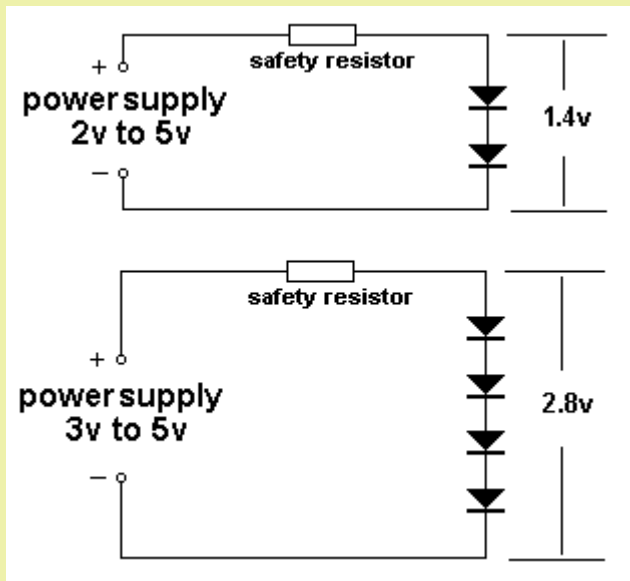 safety resistor
+
power supply
2v to 5v
1.4v
–
safety resistor
+
power supply
3v to 5v
2.8v
–